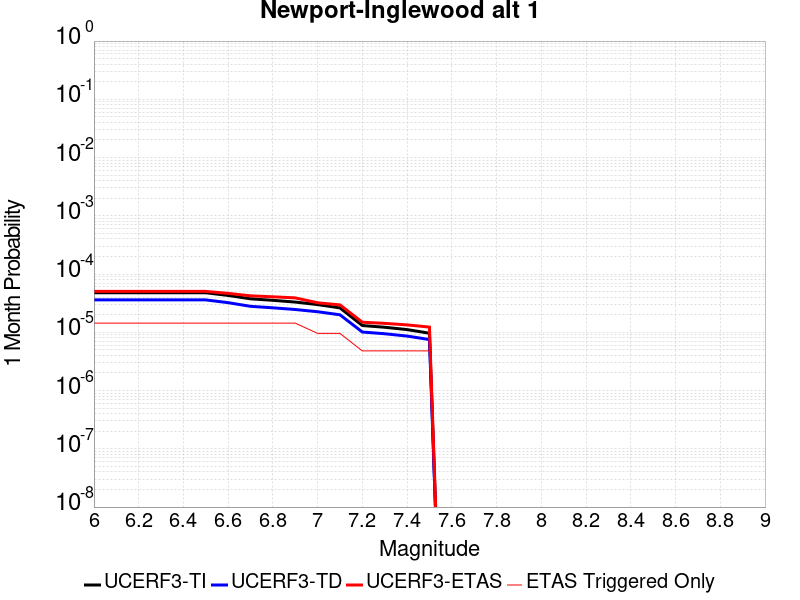 Newport-Inglewood alt 1
10^0
10^-1
10^-2
10^-3
10^-4
10^-5
10^-6
10^-7
10^-8
1 Month Probability
6 6.2 6.4 6.6 6.8 7 7.2 7.4 7.6 7.8 8 8.2 8.4 8.6 8.8 9
Magnitude
UCERF3-TI UCERF3-TD UCERF3-ETAS ETAS Triggered Only